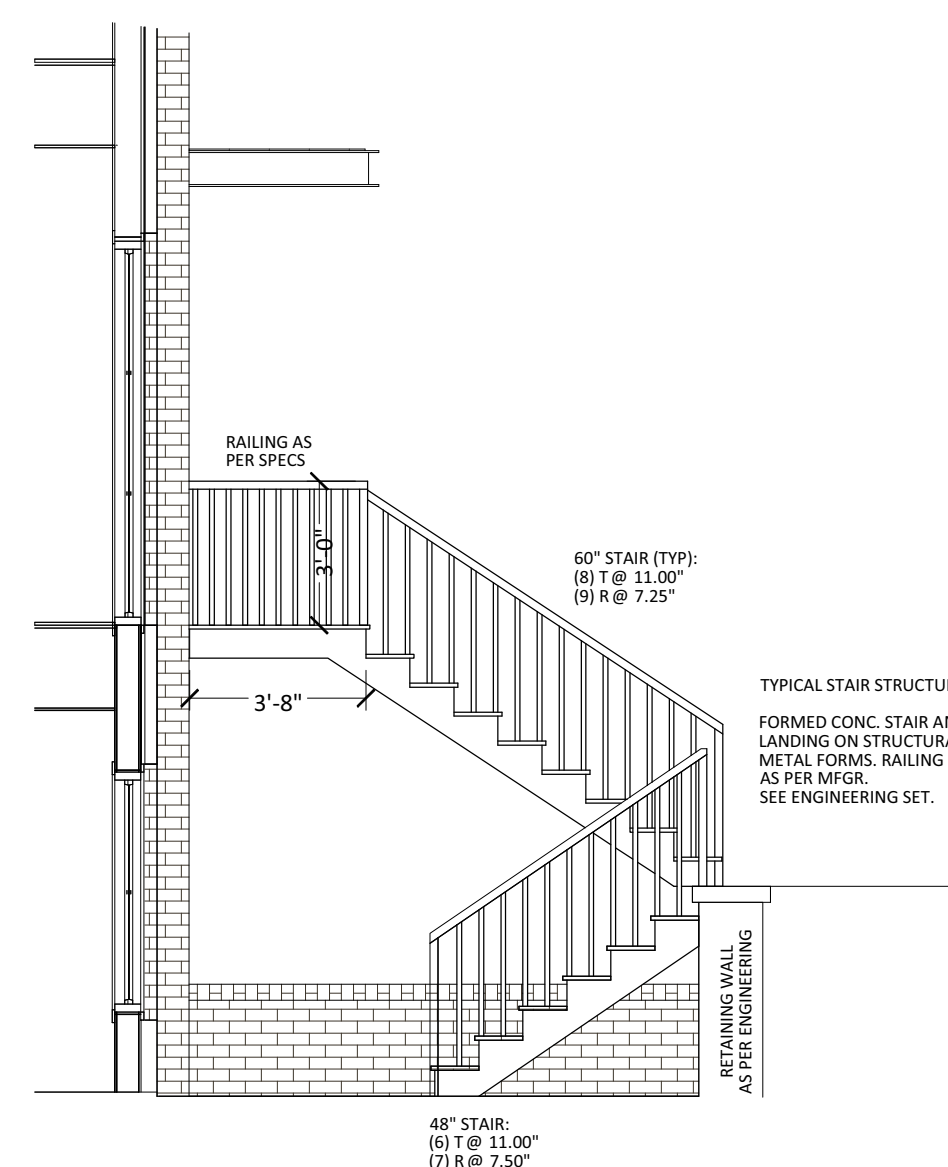 RAILING AS
PER SPECS
3'-0"
60" STAIR (TYP):
(8) T @ 11.00"
(9) R @ 7.25"
3'-8"
TYPICAL STAIR STRUCTU
FORMED CONC. STAIR AN
LANDING ON STRUCTURA
METAL FORMS. RAILING
AS PER MFGR.
SEE ENGINEERING SET.
RETAINING WALL
AS PER ENGINEERING
48" STAIR:
(6) T @ 11.00"
(7) R @ 7.50"